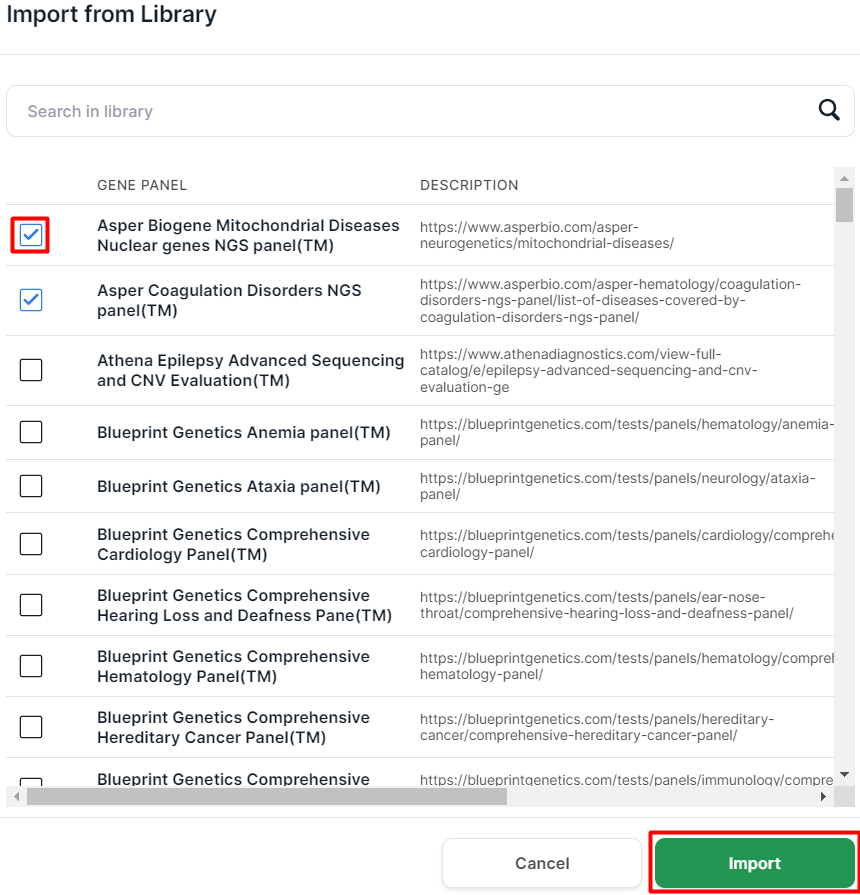 Import from Library
Search in library
GENE PANEL
DESCRIPTION
Asper Biogene Mitochondrial Diseases
Nuclear genes NGS panel(TM)
https://www.asperbio.com/asper-
neurogenetics/mitochondrial-diseases/
Asper Coagulation Disorders NGS
panel(TM)
https://www.asperbio.com/asper-hematology/coagulation-
disorders-ngs-panel/list-of-diseases-covered-by-
coagulation-disorders-ngs-panel/
Athena Epilepsy Advanced Sequencing
and CNV Evaluation(TM)
https://www.athenadiagnostics.com/view-full-
catalog/e/epilepsy-advanced-sequencing-and-cnv-
evaluation-ge
Blueprint Genetics Anemia panel(TM)
https://blueprintgenetics.com/tests/panels/hematology/anemia-
panel/
Blueprint Genetics Ataxia panel(TM)
https://blueprintgenetics.com/tests/panels/neurology/ataxia-
panel/
Blueprint Genetics Comprehensive
Cardiology Panel(TM)
https://blueprintgenetics.com/tests/panels/cardiology/comprehe
cardiology-panel/
Blueprint Genetics Comprehensive
Hearing Loss and Deafness Pane(TM)
https://blueprintgenetics.com/tests/panels/ear-nose-
throat/comprehensive-hearing-loss-and-deafness-panel/
Blueprint Genetics Comprehensive
Hematology Panel(TM)
https://blueprintgenetics.com/tests/panels/hematology/compreh
hematology-panel/
Blueprint Genetics Comprehensive
Hereditary Cancer Panel(TM)
https://blueprintgenetics.com/tests/panels/hereditary-
cancer/comprehensive-hereditary-cancer-panel/
Blueprint Genetics Comprehensive
https://blueprintgenetics.com/tests/panels/immunology/compre
Cancel
Import